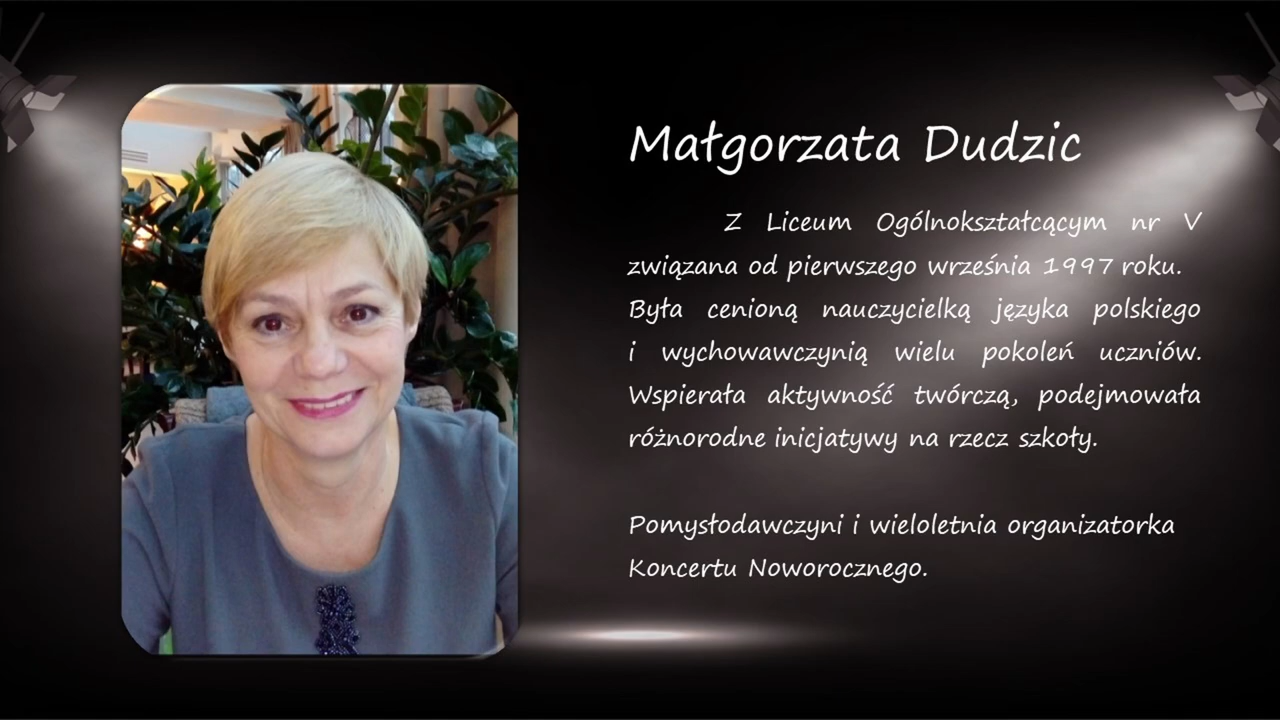 Małgorzata Dudzic
Z Liceum Ogólnokształcącym nr V
związana od pierwszego września 1997 roku.
Była cenioną nauczycielką języka polskiego
i wychowawczynią wielu pokoleń uczniów.
Wspierała aktywność twórczą, podejmowała
różnorodne inicjatywy na rzecz szkoły.
Pomysłodawczyni i wieloletnia organizatorka
Koncertu Noworocznego.